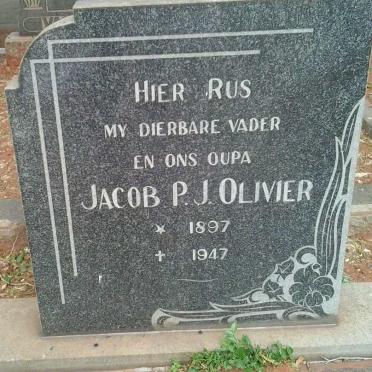 HIER RUS
MY DIERBARE VADER
EN ONS OUPA
JACOB P.J. OLIVIER
* 1897
✝ 1947